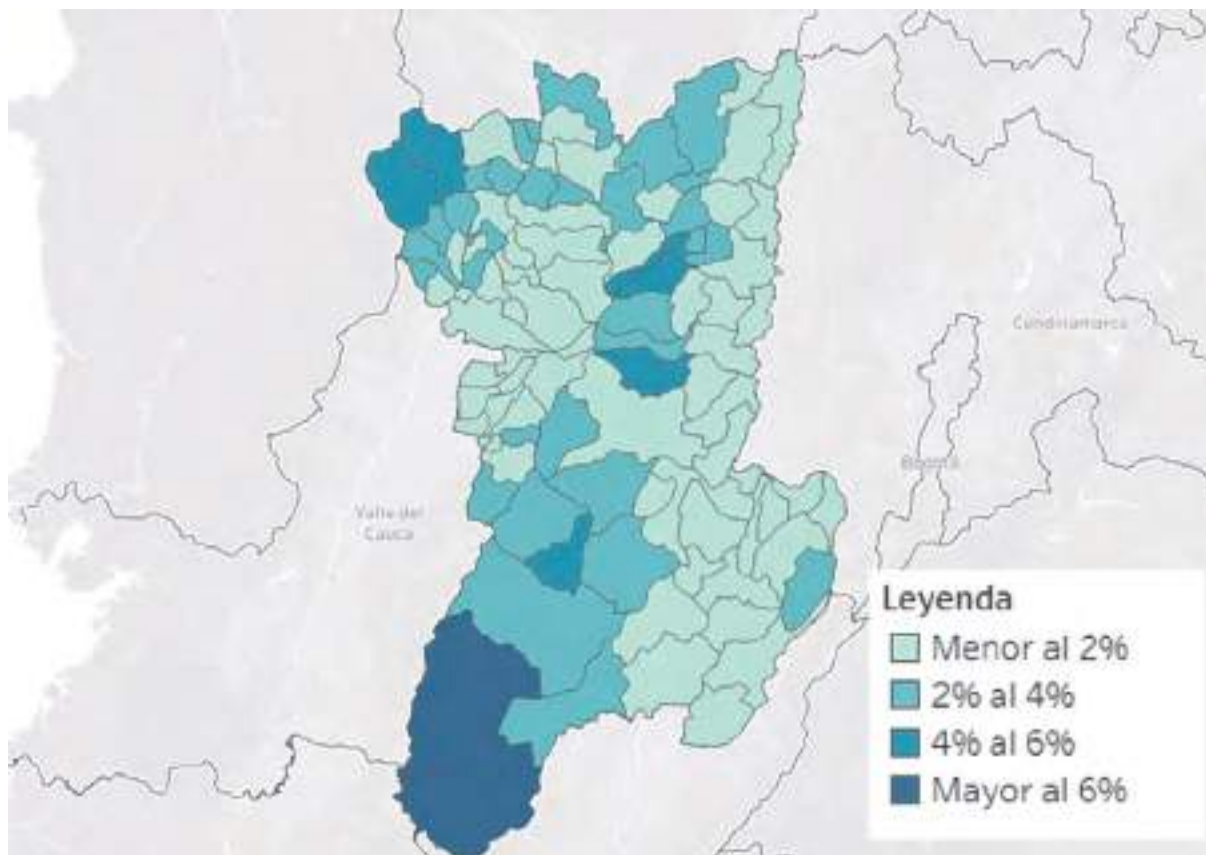 Cundinamarca
Bogotá
Valle del
Cauca
Leyenda
Menor al 2%
2% al 4%
4% al 6%
Mayor al 6%